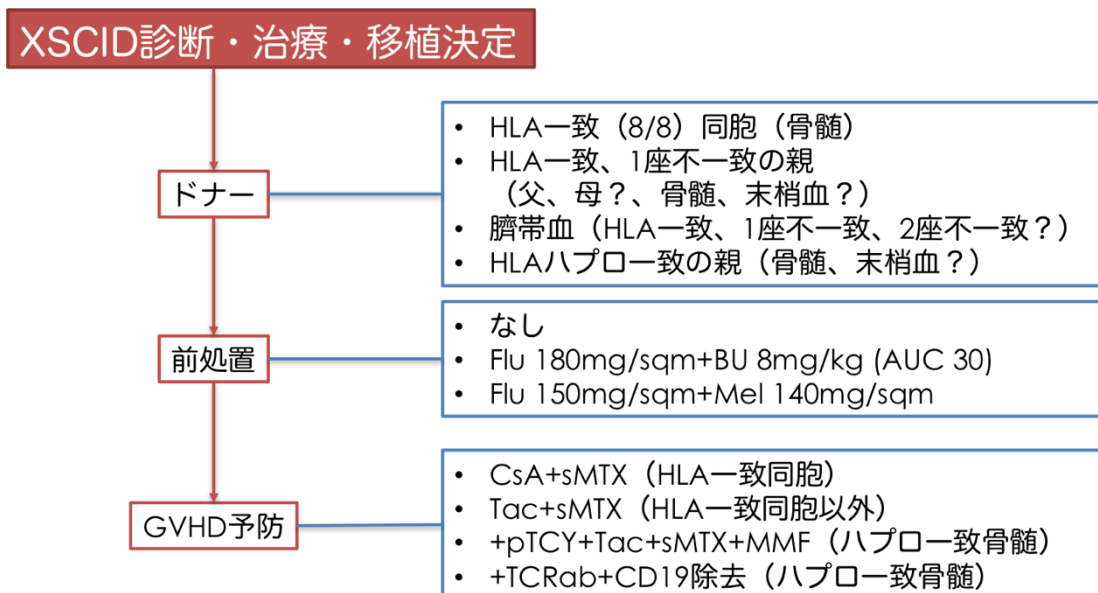 XSCID診断・治療・移植決定
ドナー
• HLA一致（8/8）同胞（骨髄）
• HLA一致、1座不一致の親
（父、母？、骨髄、末梢血？）
• 臍帯血（HLA一致、1座不一致、2座不一致？）
• HLAハプロ一致の親（骨髄、末梢血？）
前処置
• なし
• Flu 180mg/sqm+BU 8mg/kg (AUC 30)
• Flu 150mg/sqm+Mel 140mg/sqm
GVHD予防
• CsA+sMTX（HLA一致同胞）
• Tac+sMTX（HLA一致同胞以外）
• +pTCY+Tac+sMTX+MMF（ハプロ一致骨髄）
• +TCRab+CD19除去（ハプロ一致骨髄）